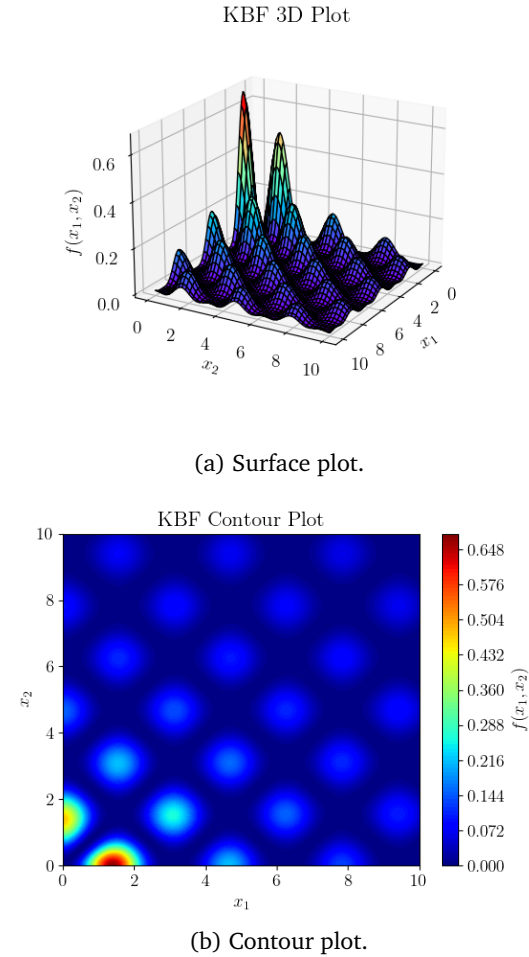 KBF 3D Plot
0.6
0.4
0.2
0.0
f(x₁, x₂)
0 2 4 6 8 10
x₂
10 8 6 4 2 0
x₁
(a) Surface plot.
KBF Contour Plot
10
8
6
4
2
0
x₂
0 2 4 6 8 10
x₁
0.648
0.576
0.504
0.432
0.360
0.288
0.216
0.144
0.072
0.000
f(x₁, x₂)
(b) Contour plot.